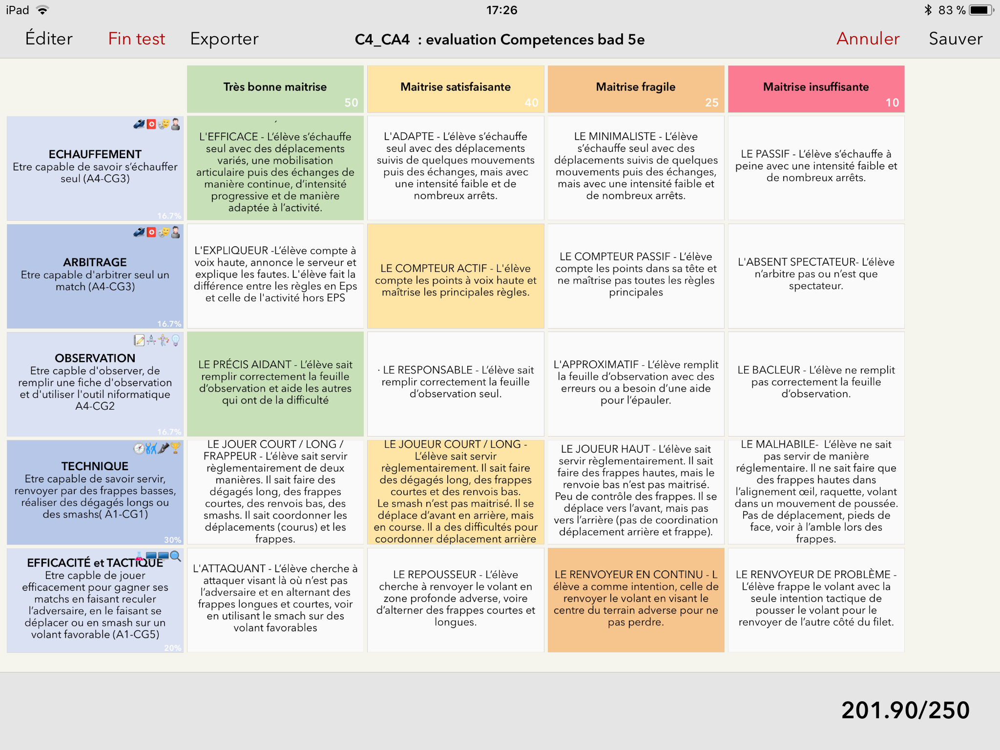 iPad 17:26 83 %
Éditer Fin test Exporter C4_CA4 : evaluation Competences bad 5e Annuler Sauver
Très bonne maitrise
50
Maitrise satisfaisante
40
Maitrise fragile
25
Maitrise insuffisante
10
ECHAUFFEMENT
Etre capable de savoir s’échauffer
seul (A4-CG3)
16.7%
L'EFFICACE - L’élève s’échauffe
seul avec des déplacements
variés, une mobilisation
articulaire puis des échanges de
manière continue, d’intensité
progressive et de manière
adaptée à l’activité.
L'ADAPTE - L’élève s’échauffe
seul avec des déplacements
suivis de quelques mouvements
puis des échanges, mais avec
une intensité faible et de
nombreux arrêts.
LE MINIMALISTE - L’élève
s’échauffe seul avec des
déplacements suivis de quelques
mouvements puis des échanges,
mais avec une intensité faible et
de nombreux arrêts.
LE PASSIF - L’élève s’échauffe à
peine avec une intensité faible et
de nombreux arrêts.
ARBITRAGE
Etre capable d'arbitrer seul un
match (A4-CG3)
16.7%
L'EXPLIQUEUR -L’élève compte à
voix haute, annonce le serveur et
explique les fautes. L'élève fait la
différence entre les règles en Eps
et celle de l'activité hors EPS
LE COMPTEUR ACTIF - L'élève
compte les points à voix haute et
maîtrise les principales règles.
LE COMPTEUR PASSIF - L’élève
compte les points dans sa tête et
ne maîtrise pas toutes les règles
principales
L'ABSENT SPECTATEUR- L’élève
n’arbitre pas ou n’est que
spectateur.
OBSERVATION
Etre capble d'observer, de
remplir une fiche d'observation
et d'utiliser l'outil niformatique
A4-CG2
16.7%
LE PRÉCIS AIDANT - L’élève sait
remplir correctement la feuille
d’observation et aide les autres
qui ont de la difficulté
· LE RESPONSABLE - L’élève sait
remplir correctement la feuille
d’observation seul.
L'APPROXIMATIF - L’élève remplit
la feuille d’observation avec des
erreurs ou a besoin d’une aide
pour l’épauler.
LE BACLEUR - L’élève ne remplit
pas correctement la feuille
d’observation.
TECHNIQUE
Etre capable de savoir servir,
renvoyer par des frappes basses,
réaliser des dégagés longs ou
des smashs( A1-CG1)
30%
LE JOUER COURT / LONG /
FRAPPEUR - L’élève sait servir
règlementairement de deux
manières. Il sait faire des
dégagés long, des frappes
courtes, des renvois bas, des
smashs. Il sait coordonner les
déplacements (courus) et les
frappes.
LE JOUEUR COURT / LONG -
L’élève sait servir
règlementairement. Il sait faire
des dégagés long, des frappes
courtes et des renvois bas.
Le smash n’est pas maitrisé. Il se
déplace d’avant en arrière, mais
en course. Il a des difficultés pour
coordonner déplacement arrière
LE JOUEUR HAUT - L’élève sait
servir règlementairement. Il sait
faire des frappes hautes, mais le
renvoie bas n’est pas maitrisé.
Peu de contrôle des frappes. Il se
déplace vers l’avant, mais pas
vers l’arrière (pas de coordination
déplacement arrière et frappe).
LE MALHABILE- L’élève ne sait
pas servir de manière
réglementaire. Il ne sait faire que
des frappes hautes dans
l’alignement œil, raquette, volant
dans un mouvement de poussée.
Pas de déplacement, pieds de
face, voir à l’amble lors des
frappes.
EFFICACITÉ et TACTIQUE
Etre capble de jouer
efficacement pour gagner ses
matchs en faisant reculer
l’adversaire, en le faisant se
déplacer ou en smash sur un
volant favorable (A1-CG5)
20%
L'ATTAQUANT - L’élève cherche à
attaquer visant là où n’est pas
l’adversaire et en alternant des
frappes longues et courtes, voir
en utilisant le smach sur des
volant favorables
LE REPOUSSEUR - L’élève
cherche à renvoyer le volant en
zone profonde adverse, voire
d’alterner des frappes courtes et
longues.
LE RENVOYEUR EN CONTINU - L
élève a comme intention, celle de
renvoyer le volant en visant le
centre du terrain adverse pour ne
pas perdre.
LE RENVOYEUR DE PROBLÈME -
L’élève frappe le volant avec la
seule intention tactique de
pousser le volant pour le
renvoyer de l’autre côté du filet.
201.90/250